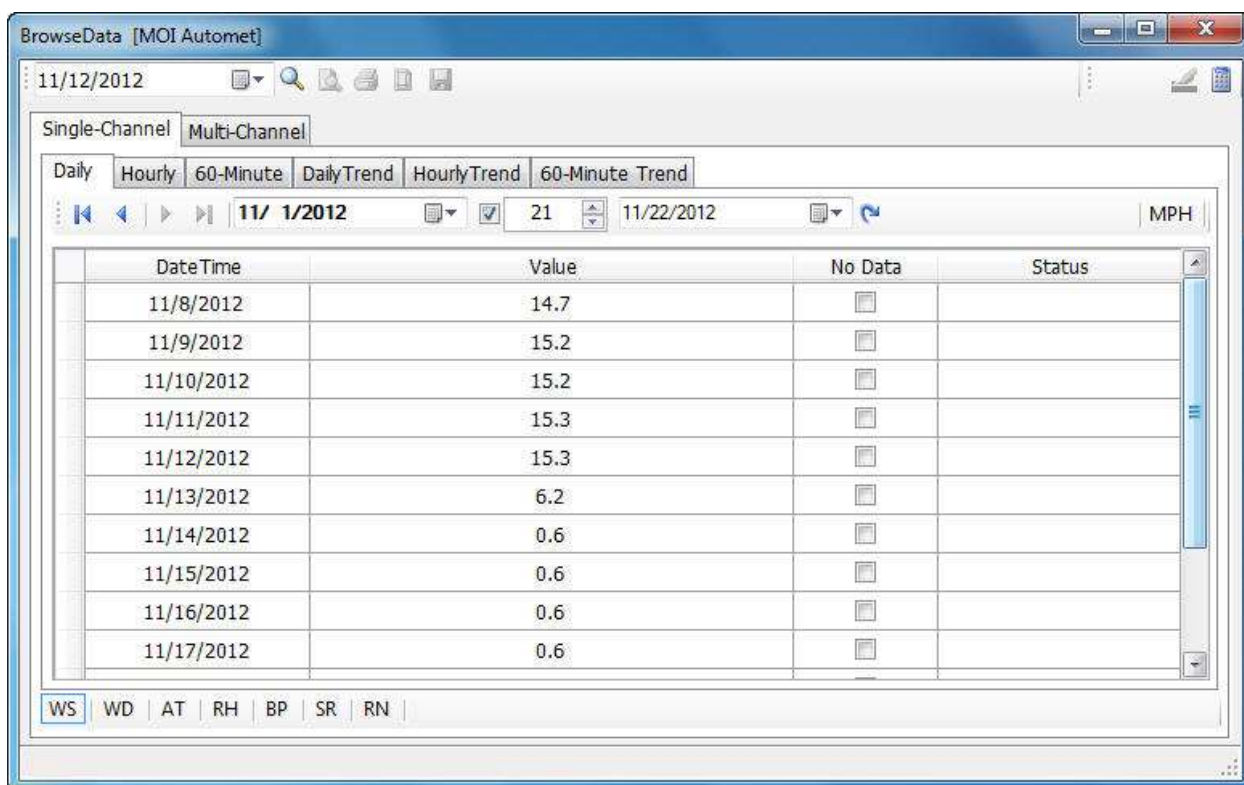 BrowseData [MOI Automet]
11/12/2012
Single-Channel Multi-Channel
Daily Hourly 60-Minute DailyTrend HourlyTrend 60-Minute Trend
11/ 1/2012 21 11/22/2012 MPH
DateTime Value No Data Status
11/8/2012 14.7
11/9/2012 15.2
11/10/2012 15.2
11/11/2012 15.3
11/12/2012 15.3
11/13/2012 6.2
11/14/2012 0.6
11/15/2012 0.6
11/16/2012 0.6
11/17/2012 0.6
WS WD AT RH BP SR RN